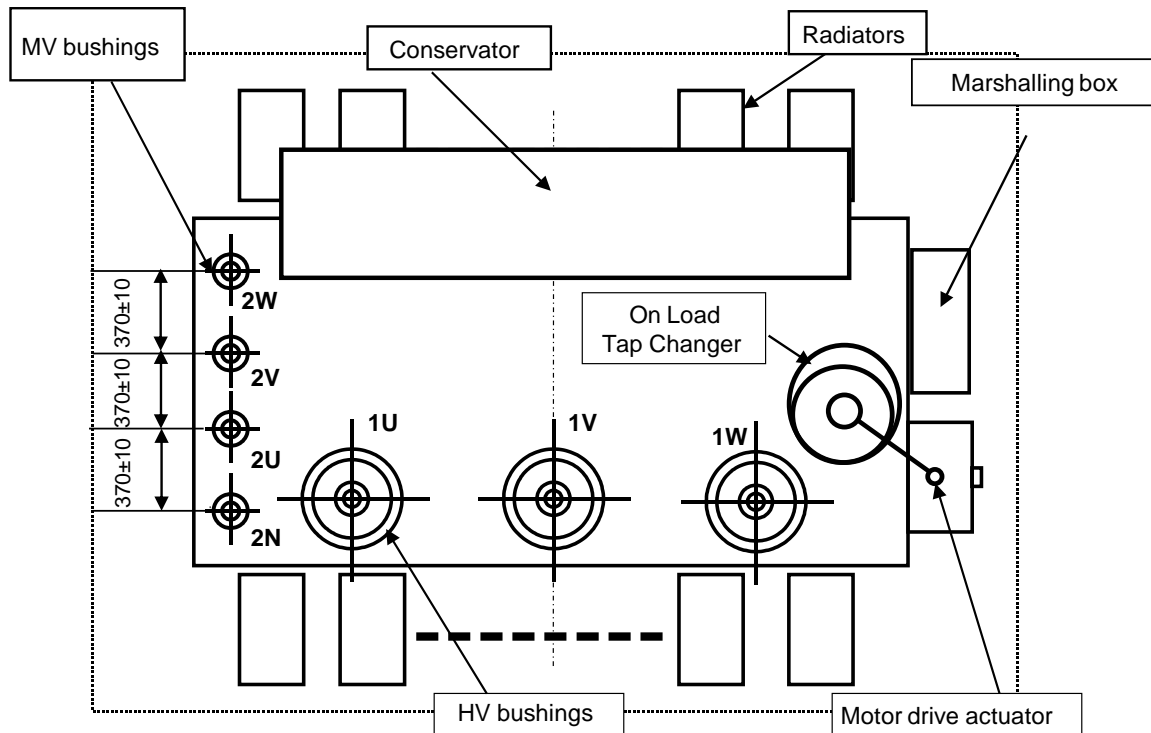 MV bushings
Conservator
Radiators
Marshalling box
370±10
2W
On Load
Tap Changer
370±10
2V
1U
1V
1W
370±10
2U
2N
HV bushings
Motor drive actuator